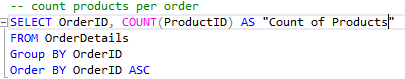 -- count products per order
SELECT OrderID, COUNT(ProductID) AS "Count of Products"
FROM OrderDetails
Group BY OrderID
Order BY OrderID ASC